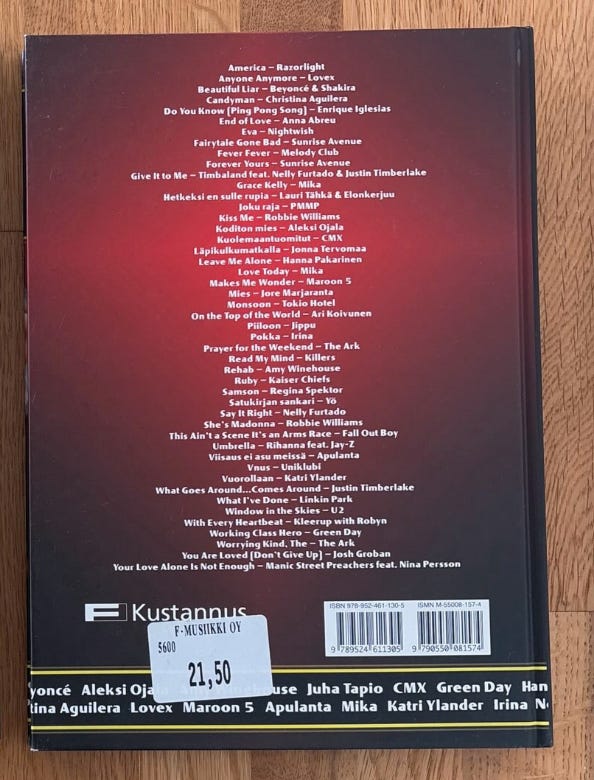 America – Razorlight
Anyone Anymore – Lovex
Beautiful Liar – Beyoncé & Shakira
Candyman – Christina Aguilera
Do You Know [Ping Pong Song] – Enrique Iglesias
End of Love – Anna Abreu
Eva – Nightwish
Fairytale Gone Bad – Sunrise Avenue
Fever Fever – Melody Club
Forever Yours – Sunrise Avenue
Give It to Me – Timbaland feat. Nelly Furtado & Justin Timberlake
Grace Kelly – Mika
Hetkeksi en sulle rupia – Lauri Tähkä & Elonkerjuu
Joku raja – PMMP
Kiss Me – Robbie Williams
Koditon mies – Aleksi Ojala
Kuolemaantuomitut – CMX
Läpikulkumatkalla – Jonna Tervomaa
Leave Me Alone – Hanna Pakarinen
Love Today – Mika
Makes Me Wonder – Maroon 5
Mies – Jore Marjaranta
Monsoon – Tokio Hotel
On the Top of the World – Ari Koivunen
Piiloon – Jippu
Pokka – Irina
Prayer for the Weekend – The Ark
Read My Mind – Killers
Rehab – Amy Winehouse
Ruby – Kaiser Chiefs
Samson – Regina Spektor
Satukirjan sankari – Yö
Say It Right – Nelly Furtado
She's Madonna – Robbie Williams
This Ain't a Scene It's an Arms Race – Fall Out Boy
Umbrella – Rihanna feat. Jay-Z
Viisaus ei asu meissä – Apulanta
Vnus – Uniklubi
Vuorollaan – Katri Ylander
What Goes Around...Comes Around – Justin Timberlake
What I've Done – Linkin Park
Window in the Skies – U2
With Every Heartbeat – Kleerup with Robyn
Working Class Hero – Green Day
Worrying Kind, The – The Ark
You Are Loved [Don't Give Up] – Josh Groban
Your Love Alone Is Not Enough – Manic Street Preachers feat. Nina Persson
F Kustannus
ISBN 978-952-461-130-5 ISMN M-55008-157-4
9 789524 611305 9 790550 081574
F-MUSIIKKI OY
5600
21,50
yoncé Aleksi Ojala Juha Tapio CMX Green Day Han
tina Aguilera Lovex Maroon 5 Apulanta Mika Katri Ylander Irina N